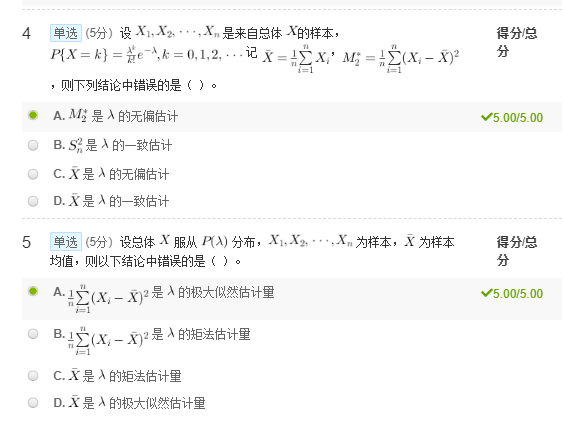 4 单选 (5分) 设 X₁,X₂,···,Xₙ 是来自总体 X的样本, 得分/总
P{X = k} = λᵏ/k! e^{-λ}, k = 0,1,2,··· 记 X̄ = 1/n ∑_{i=1}^{n} Xᵢ, M₂* = 1/n ∑_{i=1}^{n} (Xᵢ − X̄)² 分
,则下列结论中错误的是( )。
A. M₂* 是 λ 的无偏估计 ✔5.00/5.00
B. Sₙ² 是 λ 的一致估计
C. X̄ 是 λ 的无偏估计
D. X̄ 是 λ 的一致估计
5 单选 (5分) 设总体 X 服从 P(λ) 分布, X₁,X₂,···,Xₙ 为样本, X̄ 为样本 得分/总
均值,则以下结论中错误的是( )。 分
A. 1/n ∑_{i=1}^{n} (Xᵢ − X̄)² 是 λ 的极大似然估计量 ✔5.00/5.00
B. 1/n ∑_{i=1}^{n} (Xᵢ − X̄)² 是 λ 的矩法估计量
C. X̄ 是 λ 的矩法估计量
D. X̄ 是 λ 的极大似然估计量